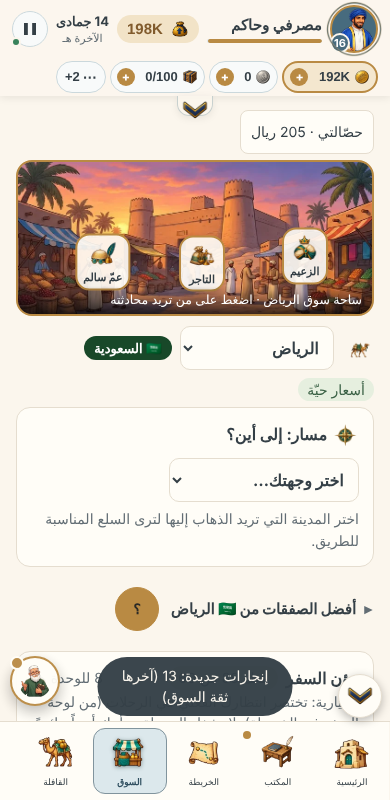 مصرفي وحاكم
16
198K
14 جمادى
الآخرة هـ
192K +
0 +
0/100 +
+2 ···
حصّالتي · 205 ريال
الزعيم
التاجر
عمّ سالم
ساحة سوق الرياض · اضغط على من تريد محادثته
الرياض
السعودية
أسعار حيّة
مسار: إلى أين؟
اختر وجهتك...
اختر المدينة التي تريد الذهاب إليها لترى السلع المناسبة
للطريق.
أفضل الصفقات من الرياض
؟
إنجازات جديدة: 13 (آخرها
ثقة السوق)
الرئيسية
المكتب
الخريطة
السوق
القافلة